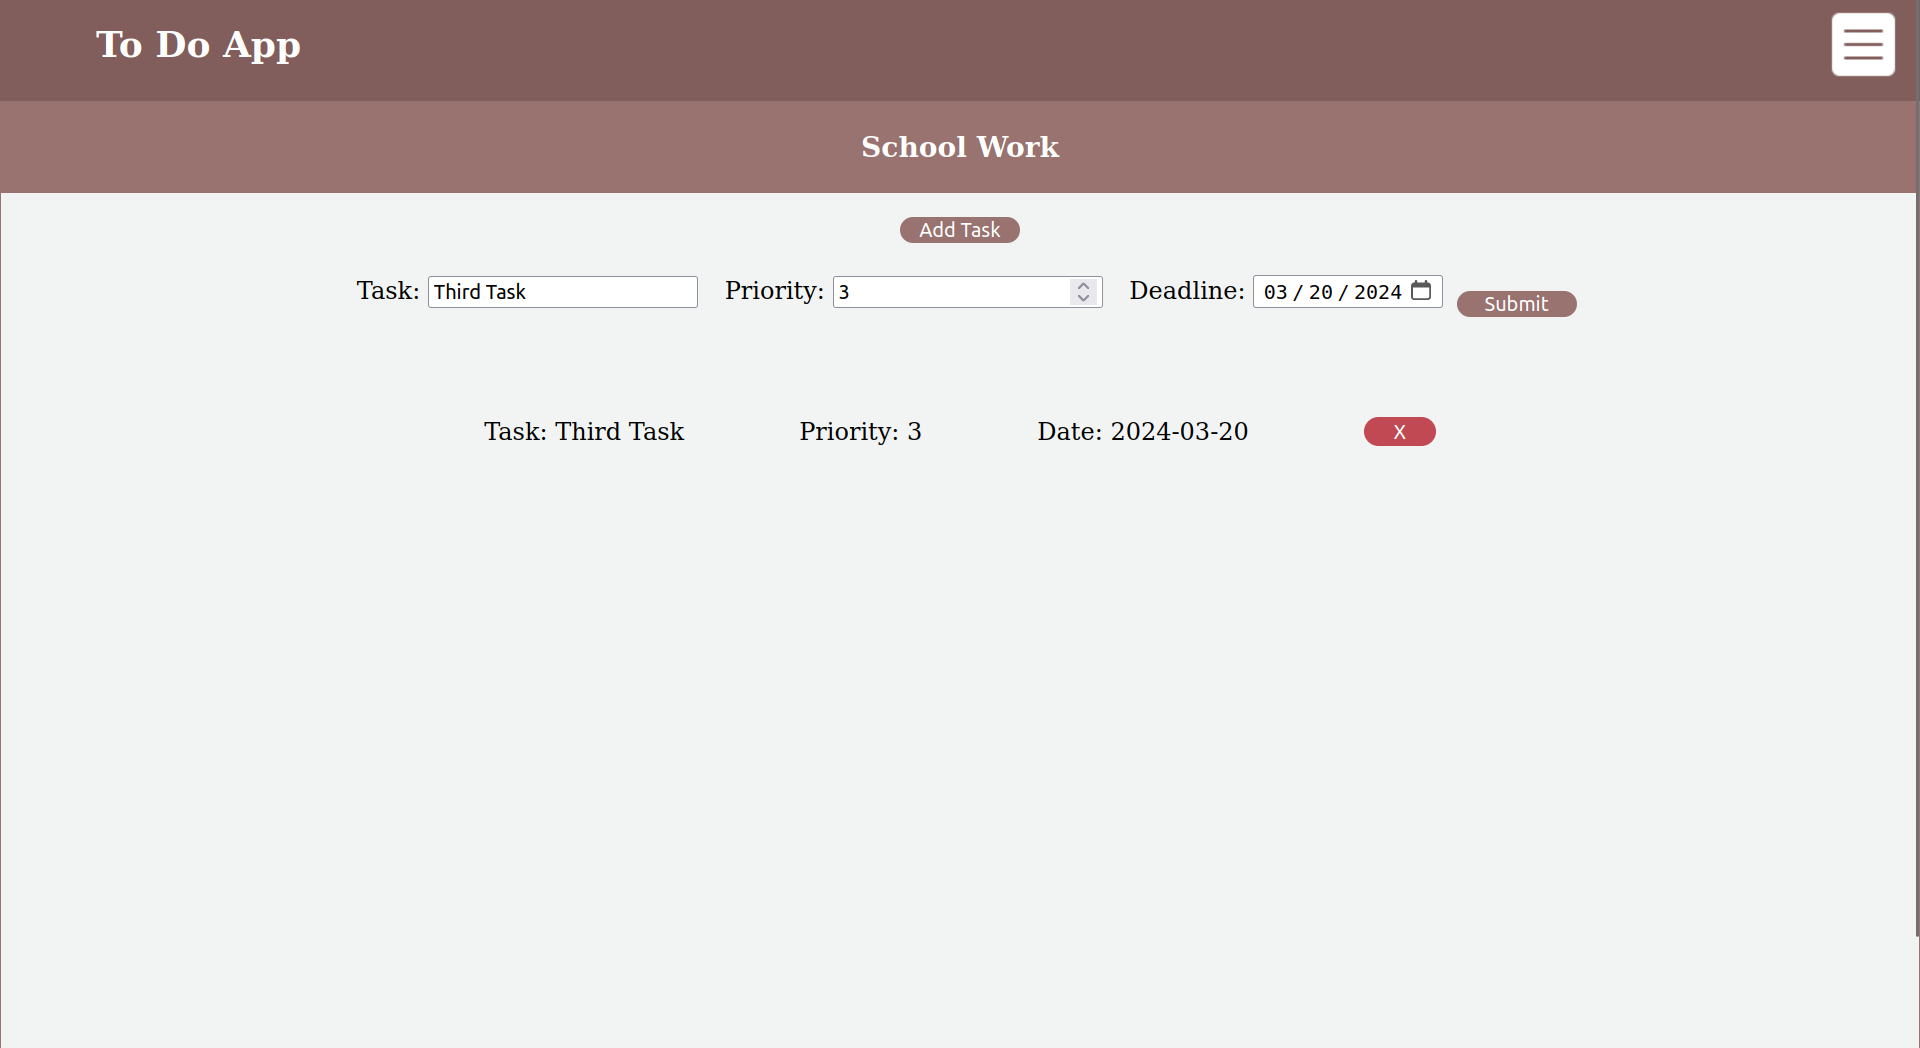 To Do App
School Work
Add Task
Task: Third Task Priority: 3 Deadline: 03 / 20 / 2024 Submit
Task: Third Task Priority: 3 Date: 2024-03-20 X